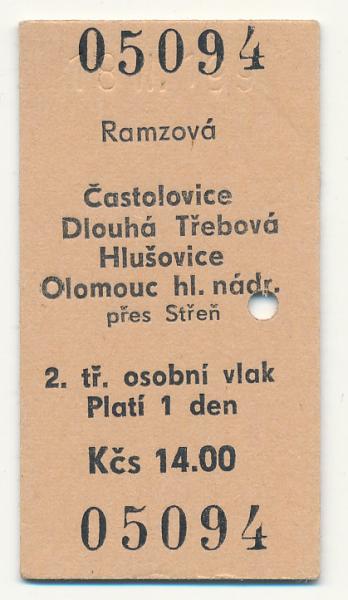 05094
Ramzová
Častolovice
Dlouhá Třebová
Hlušovice
Olomouc hl. nádr.
přes Střeň
2. tř. osobní vlak
Platí 1 den
Kčs 14.00
05094